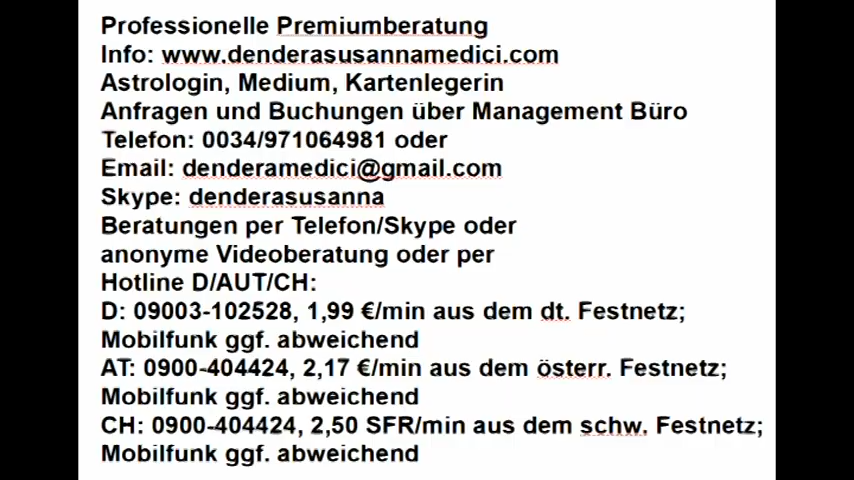 Professionelle Premiumberatung
Info: www.denderasusannamedici.com
Astrologin, Medium, Kartenlegerin
Anfragen und Buchungen über Management Büro
Telefon: 0034/971064981 oder
Email: denderamedici@gmail.com
Skype: denderasusanna
Beratungen per Telefon/Skype oder
anonyme Videoberatung oder per
Hotline D/AUT/CH:
D: 09003-102528, 1,99 €/min aus dem dt. Festnetz;
Mobilfunk ggf. abweichend
AT: 0900-404424, 2,17 €/min aus dem österr. Festnetz;
Mobilfunk ggf. abweichend
CH: 0900-404424, 2,50 SFR/min aus dem schw. Festnetz;
Mobilfunk ggf. abweichend